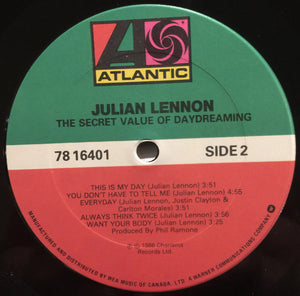 ATLANTIC
JULIAN LENNON
THE SECRET VALUE OF DAYDREAMING
78 16401 SIDE 2
THIS IS MY DAY (Julian Lennon) 3:51
YOU DON'T HAVE TO TELL ME (Julian Lennon) 4:55
EVERYDAY (Julian Lennon, Justin Clayton &
Carlton Morales) 3:51
ALWAYS THINK TWICE (Julian Lennon) 3:56
WANT YOUR BODY (Julian Lennon) 3:25
Produced by Phil Ramone
℗ © 1986 Charisma
Records Ltd.
MANUFACTURED AND DISTRIBUTED BY WEA MUSIC OF CANADA, LTD. A WARNER COMMUNICATIONS COMPANY